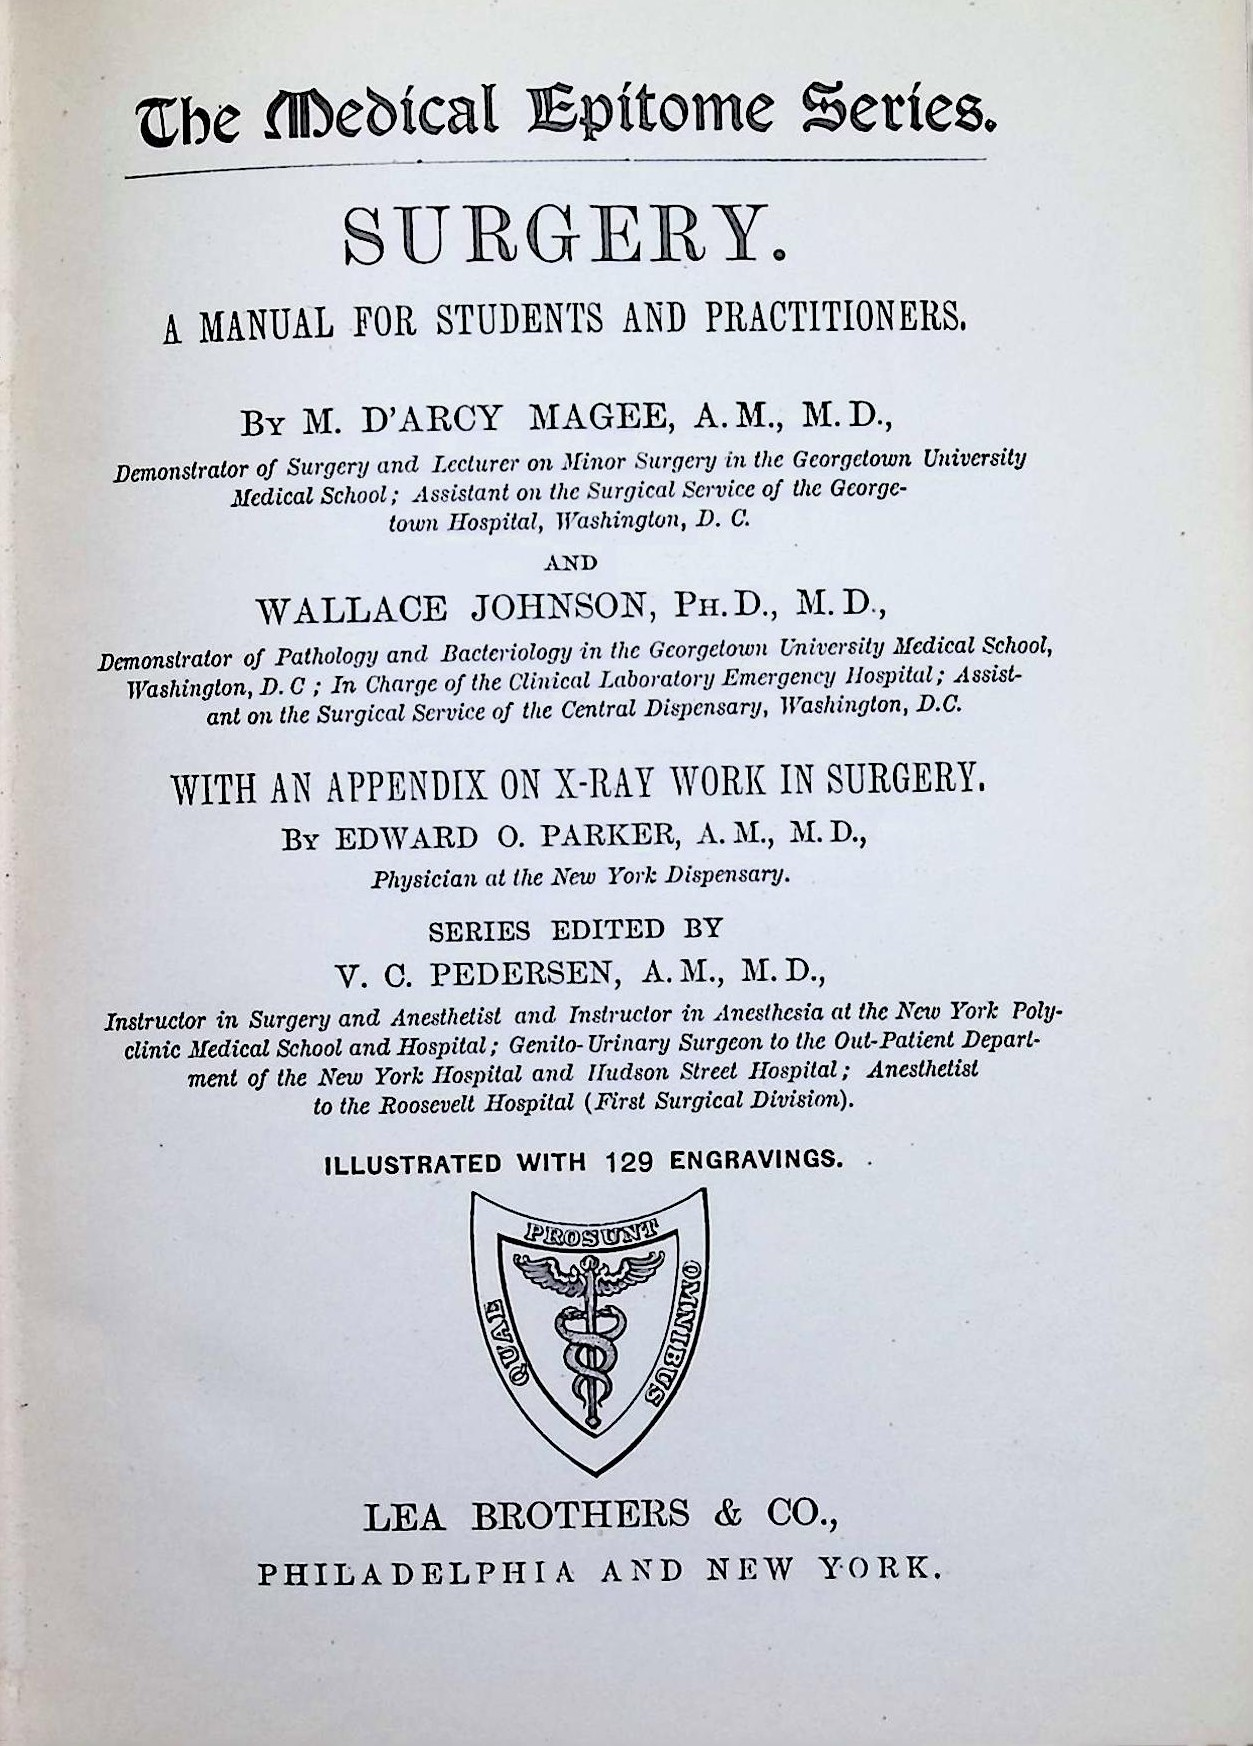 The Medical Epitome Series.
SURGERY.
A MANUAL FOR STUDENTS AND PRACTITIONERS.
BY M. D'ARCY MAGEE, A. M., M. D.,
Demonstrator of Surgery and Lecturer on Minor Surgery in the Georgetown University
Medical School; Assistant on the Surgical Service of the George-
town Hospital, Washington, D. C.
AND
WALLACE JOHNSON, PH. D., M. D.,
Demonstrator of Pathology and Bacteriology in the Georgetown University Medical School,
Washington, D. C ; In Charge of the Clinical Laboratory Emergency Hospital; Assist-
ant on the Surgical Service of the Central Dispensary, Washington, D.C.
WITH AN APPENDIX ON X-RAY WORK IN SURGERY.
BY EDWARD O. PARKER, A. M., M. D.,
Physician at the New York Dispensary.
SERIES EDITED BY
V. C. PEDERSEN, A. M., M. D.,
Instructor in Surgery and Anesthetist and Instructor in Anesthesia at the New York Poly-
clinic Medical School and Hospital; Genito-Urinary Surgeon to the Out-Patient Depart-
ment of the New York Hospital and Hudson Street Hospital; Anesthetist
to the Roosevelt Hospital (First Surgical Division).
ILLUSTRATED WITH 129 ENGRAVINGS.
QUAE
PROSUNT
OMNIBUS
LEA BROTHERS & CO.,
PHILADELPHIA AND NEW YORK.